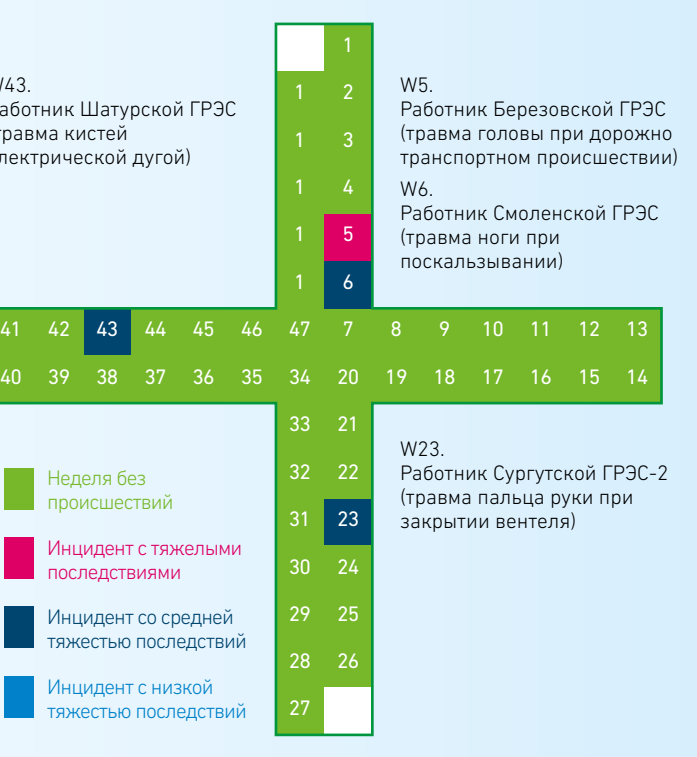 W43.
аботник Шатурской ГРЭС
травма кистей
лектрической дугой)
1
1 2
1 3
1 4
1 5
1 6
W5.
Работник Березовской ГРЭС
(травма головы при дорожно
транспортном происшествии)
W6.
Работник Смоленской ГРЭС
(травма ноги при
поскальзывании)
41 42 43 44 45 46 47 7 8 9 10 11 12 13
40 39 38 37 36 35 34 20 19 18 17 16 15 14
33 21
32 22
31 23
30 24
29 25
28 26
27
W23.
Работник Сургутской ГРЭС-2
(травма пальца руки при
закрытии вентеля)
Неделя без
происшествий
Инцидент с тяжелыми
последствиями
Инцидент со средней
тяжестью последствий
Инцидент с низкой
тяжестью последствий